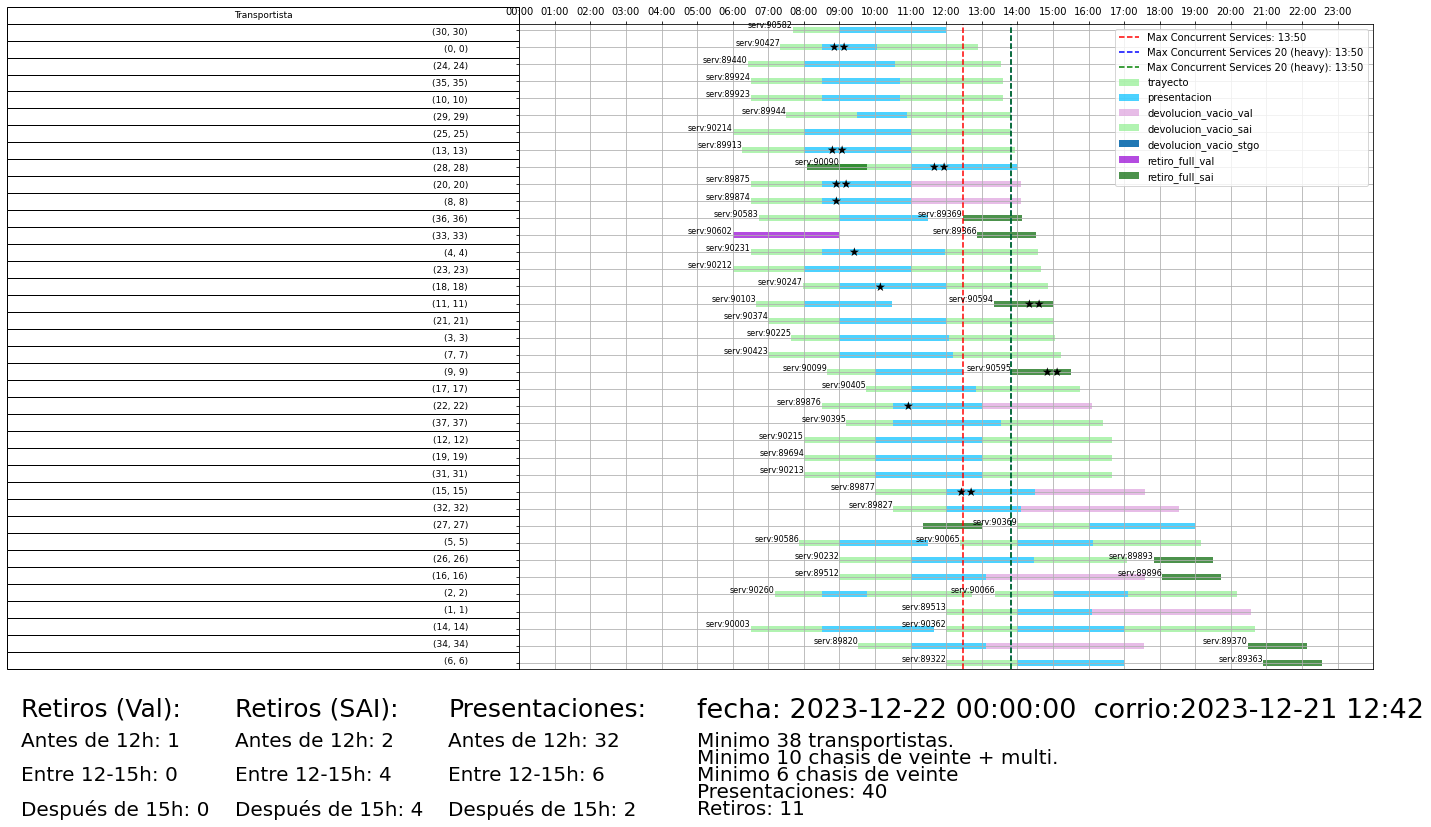 Transportista
00:00 01:00 02:00 03:00 04:00 05:00 06:00 07:00 08:00 09:00 10:00 11:00 12:00 13:00 14:00 15:00 16:00 17:00 18:00 19:00 20:00 21:00 22:00 23:00
(30, 30) serv:90582
(0, 0) serv:90427
(24, 24) serv:89440
(35, 35) serv:89924
(10, 10) serv:89923
(29, 29) serv:89944
(25, 25) serv:90214
(13, 13) serv:89913
(28, 28) serv:90090
(20, 20) serv:89875
(8, 8) serv:89874
(36, 36) serv:90583 serv:89369
(33, 33) serv:90602 serv:89366
(4, 4) serv:90231
(23, 23) serv:90212
(18, 18) serv:90247
(11, 11) serv:90103 serv:90594
(21, 21) serv:90374
(3, 3) serv:90225
(7, 7) serv:90423
(9, 9) serv:90099 serv:90595
(17, 17) serv:90405
(22, 22) serv:89876
(37, 37) serv:90395
(12, 12) serv:90215
(19, 19) serv:89694
(31, 31) serv:90213
(15, 15) serv:89877
(32, 32) serv:89827
(27, 27) serv:90369
(5, 5) serv:90586 serv:90065
(26, 26) serv:90232 serv:89893
(16, 16) serv:89512 serv:89896
(2, 2) serv:90260 serv:90066
(1, 1) serv:89513
(14, 14) serv:90003 serv:90362
(34, 34) serv:89820 serv:89370
(6, 6) serv:89322 serv:89363
Max Concurrent Services: 13:50
Max Concurrent Services 20 (heavy): 13:50
Max Concurrent Services 20 (heavy): 13:50
trayecto
presentacion
devolucion_vacio_val
devolucion_vacio_sai
devolucion_vacio_stgo
retiro_full_val
retiro_full_sai
Retiros (Val):
Antes de 12h: 1
Entre 12-15h: 0
Después de 15h: 0
Retiros (SAI):
Antes de 12h: 2
Entre 12-15h: 4
Después de 15h: 4
Presentaciones:
Antes de 12h: 32
Entre 12-15h: 6
Después de 15h: 2
fecha: 2023-12-22 00:00:00 corrio:2023-12-21 12:42
Minimo 38 transportistas.
Minimo 10 chasis de veinte + multi.
Minimo 6 chasis de veinte
Presentaciones: 40
Retiros: 11